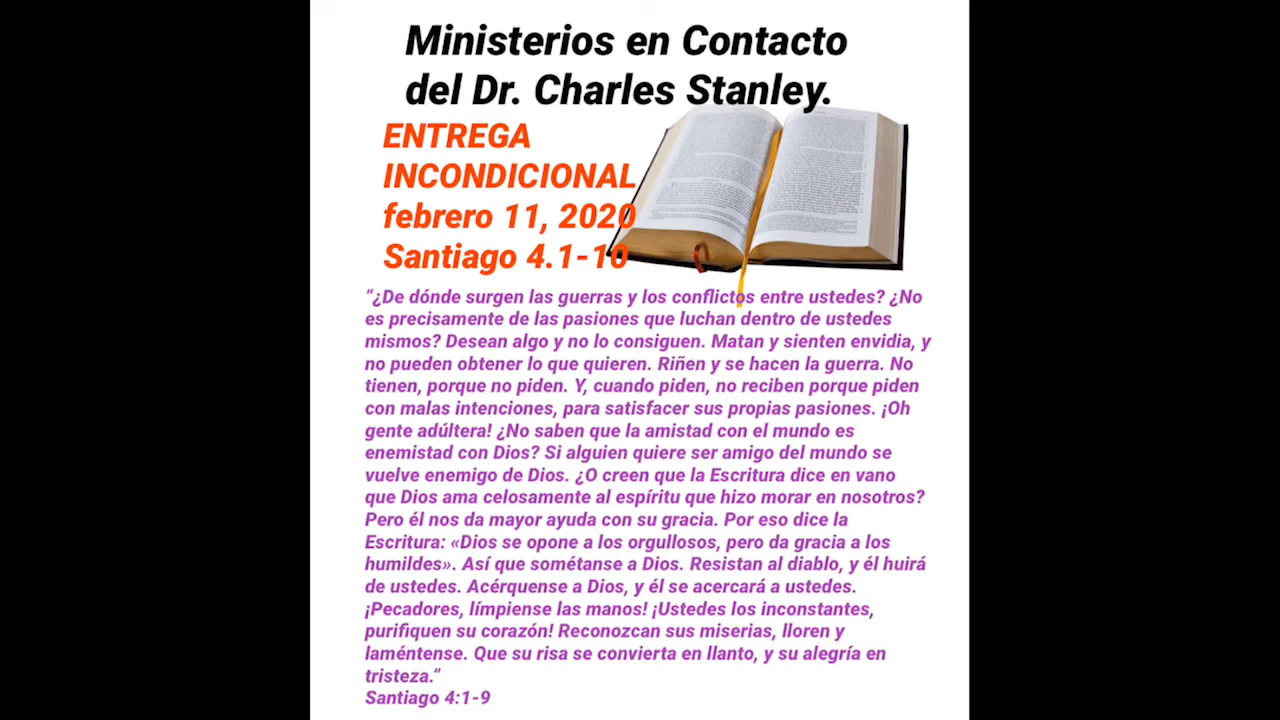 Ministerios en Contacto
del Dr. Charles Stanley.
ENTREGA
INCONDICIONAL
febrero 11, 2020
Santiago 4.1-10
“¿De dónde surgen las guerras y los conflictos entre ustedes? ¿No
es precisamente de las pasiones que luchan dentro de ustedes
mismos? Desean algo y no lo consiguen. Matan y sienten envidia, y
no pueden obtener lo que quieren. Riñen y se hacen la guerra. No
tienen, porque no piden. Y, cuando piden, no reciben porque piden
con malas intenciones, para satisfacer sus propias pasiones. ¡Oh
gente adúltera! ¿No saben que la amistad con el mundo es
enemistad con Dios? Si alguien quiere ser amigo del mundo se
vuelve enemigo de Dios. ¿O creen que la Escritura dice en vano
que Dios ama celosamente al espíritu que hizo morar en nosotros?
Pero él nos da mayor ayuda con su gracia. Por eso dice la
Escritura: «Dios se opone a los orgullosos, pero da gracia a los
humildes». Así que sométanse a Dios. Resistan al diablo, y él huirá
de ustedes. Acérquense a Dios, y él se acercará a ustedes.
¡Pecadores, límpiense las manos! ¡Ustedes los inconstantes,
purifiquen su corazón! Reconozcan sus miserias, lloren y
laméntense. Que su risa se convierta en llanto, y su alegría en
tristeza.”
Santiago 4:1-9